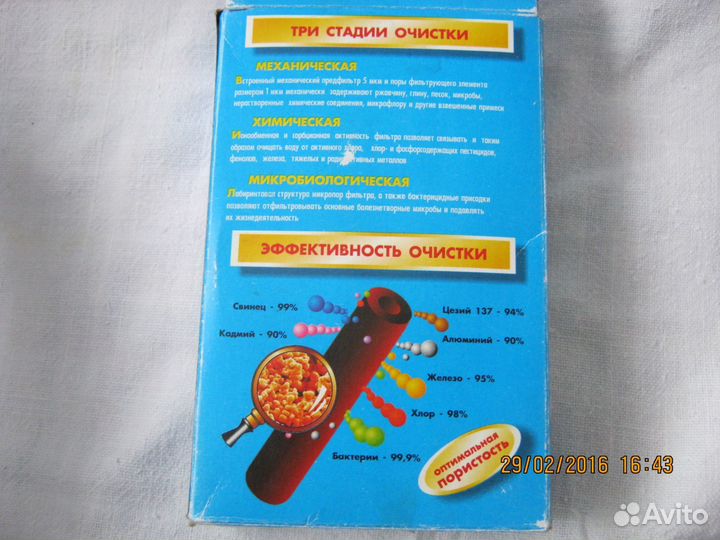 ТРИ СТАДИИ ОЧИСТКИ
МЕХАНИЧЕСКАЯ
Встроенный механический предфильтр 5 мкм и поры фильтрующего элемента
размером 1 мкм механически задерживают ржавчину, глину, песок, микробы,
нерастворенные химические соединения, микрофлору и другие взвешенные примеси
ХИМИЧЕСКАЯ
Ионообменная и сорбционная активность фильтра позволяет связывать и таким
образом очищать воду от активного хлора, хлор- и фосфорсодержащих пестицидов,
фенолов, железа, тяжелых и радиоактивных металлов
МИКРОБИОЛОГИЧЕСКАЯ
Лабиринтовая структура микропор фильтра, а также бактерицидные присадки
позволяют отфильтровывать основные болезнетворные микробы и подавлять
их жизнедеятельность
ЭФФЕКТИВНОСТЬ ОЧИСТКИ
Свинец - 99%
Цезий 137 - 94%
Кадмий - 90%
Алюминий - 90%
Железо - 95%
Хлор - 98%
Бактерии - 99,9%
оптимальная
пористость
29/02/2016 16:43
Avito